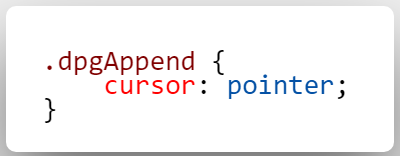 .dpgAppend {
    cursor: pointer;
}